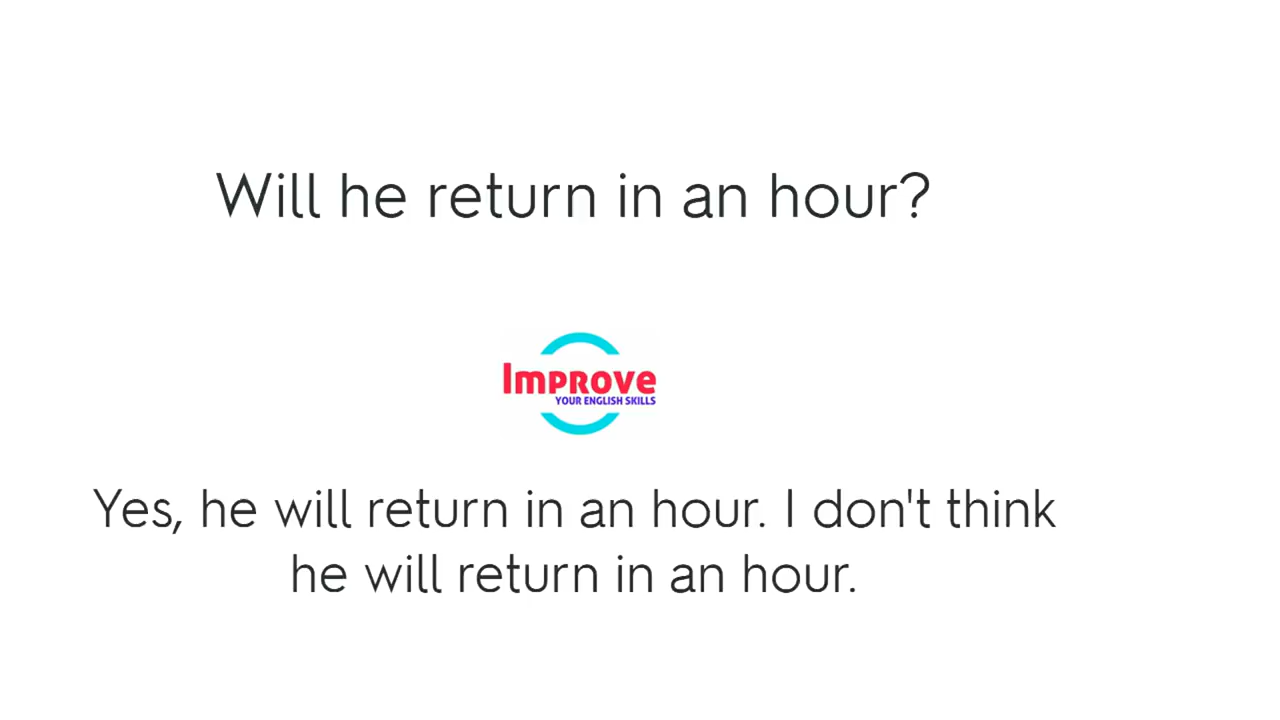 Will he return in an hour?
Improve
YOUR ENGLISH SKILLS
Yes, he will return in an hour. I don't think
he will return in an hour.